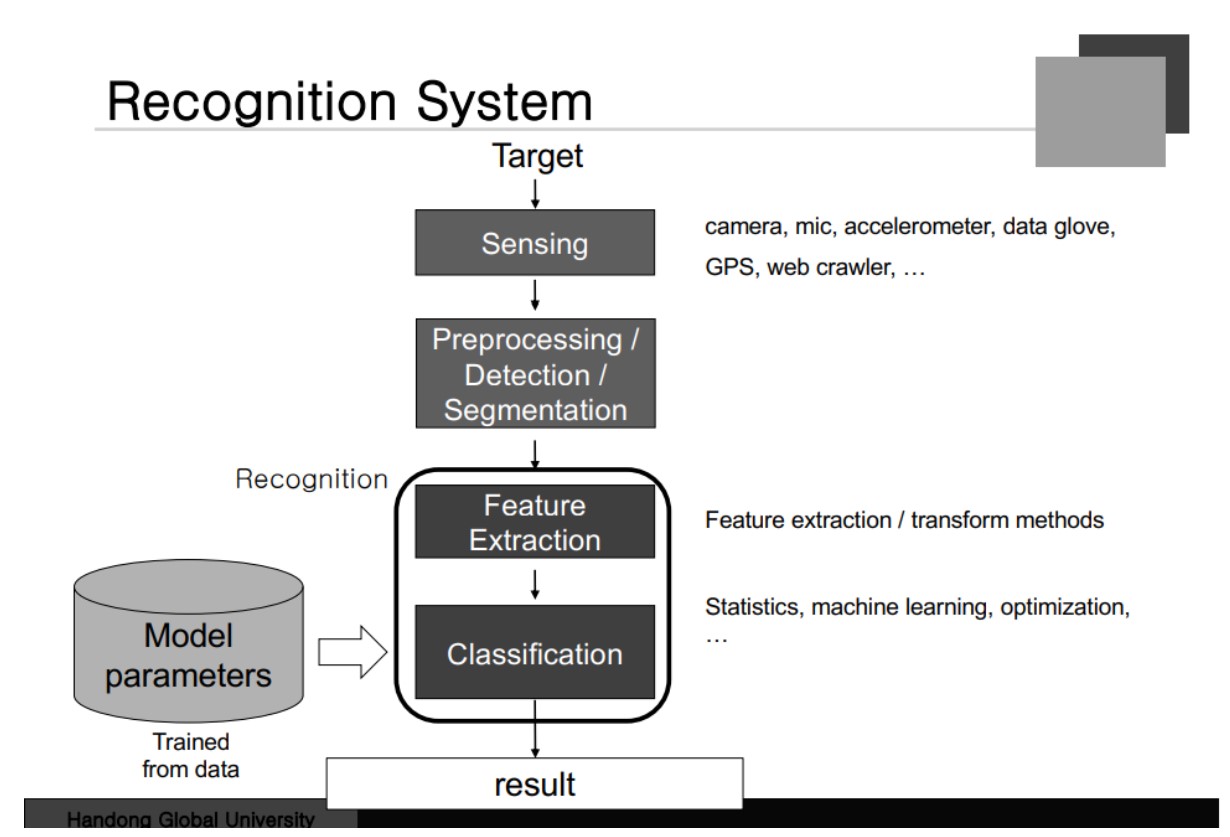 Recognition System
Target
Sensing
camera, mic, accelerometer, data glove,
GPS, web crawler, …
Preprocessing /
Detection /
Segmentation
Recognition
Feature
Extraction
Feature extraction / transform methods
Classification
Statistics, machine learning, optimization,
…
Model
parameters
Trained
from data
result
Handong Global University